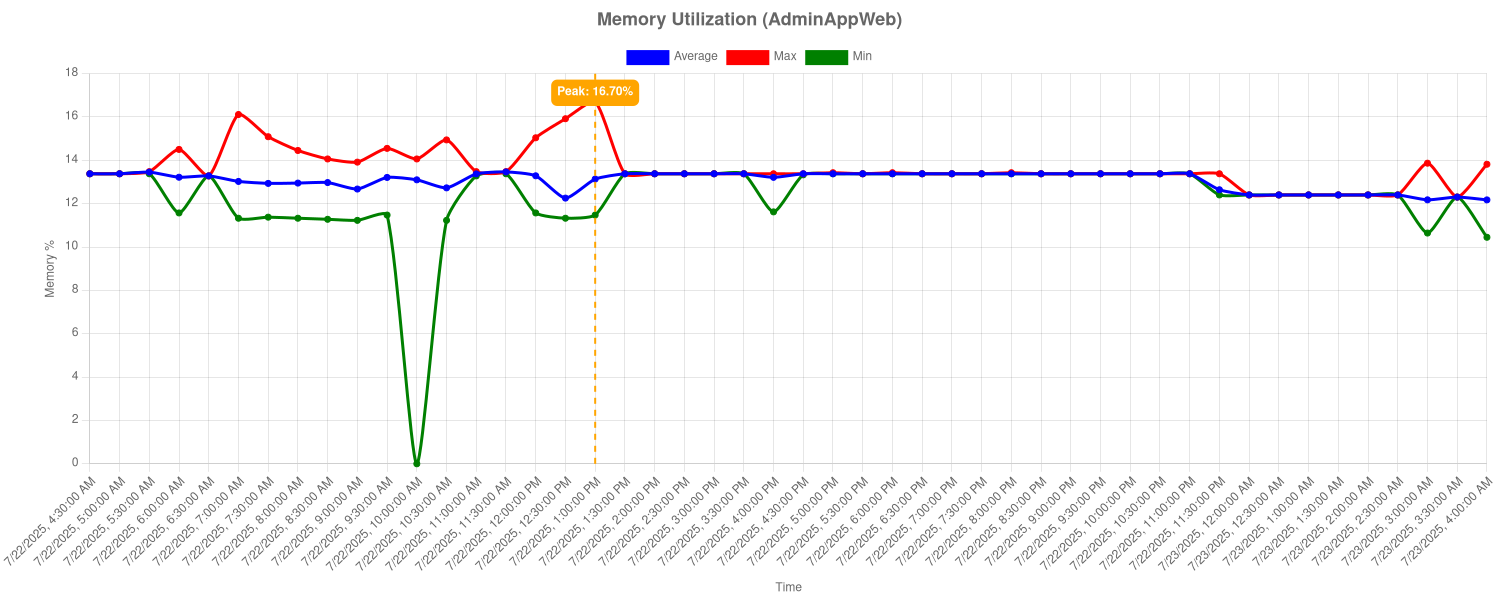 Memory Utilization (AdminAppWeb)
Average Max Min
Peak: 16.70%
18
16
14
12
10
8
6
4
2
0
Memory %
7/22/2025, 4:30:00 AM
7/22/2025, 5:00:00 AM
7/22/2025, 5:30:00 AM
7/22/2025, 6:00:00 AM
7/22/2025, 6:30:00 AM
7/22/2025, 7:00:00 AM
7/22/2025, 7:30:00 AM
7/22/2025, 8:00:00 AM
7/22/2025, 8:30:00 AM
7/22/2025, 9:00:00 AM
7/22/2025, 9:30:00 AM
7/22/2025, 10:00:00 AM
7/22/2025, 10:30:00 AM
7/22/2025, 11:00:00 AM
7/22/2025, 11:30:00 AM
7/22/2025, 12:00:00 PM
7/22/2025, 12:30:00 PM
7/22/2025, 1:00:00 PM
7/22/2025, 1:30:00 PM
7/22/2025, 2:00:00 PM
7/22/2025, 2:30:00 PM
7/22/2025, 3:00:00 PM
7/22/2025, 3:30:00 PM
7/22/2025, 4:00:00 PM
7/22/2025, 4:30:00 PM
7/22/2025, 5:00:00 PM
7/22/2025, 5:30:00 PM
7/22/2025, 6:00:00 PM
7/22/2025, 6:30:00 PM
7/22/2025, 7:00:00 PM
7/22/2025, 7:30:00 PM
7/22/2025, 8:00:00 PM
7/22/2025, 8:30:00 PM
7/22/2025, 9:00:00 PM
7/22/2025, 9:30:00 PM
7/22/2025, 10:00:00 PM
7/22/2025, 10:30:00 PM
7/22/2025, 11:00:00 PM
7/22/2025, 11:30:00 PM
7/23/2025, 12:00:00 AM
7/23/2025, 12:30:00 AM
7/23/2025, 1:00:00 AM
7/23/2025, 1:30:00 AM
7/23/2025, 2:00:00 AM
7/23/2025, 2:30:00 AM
7/23/2025, 3:00:00 AM
7/23/2025, 3:30:00 AM
7/23/2025, 4:00:00 AM
Time